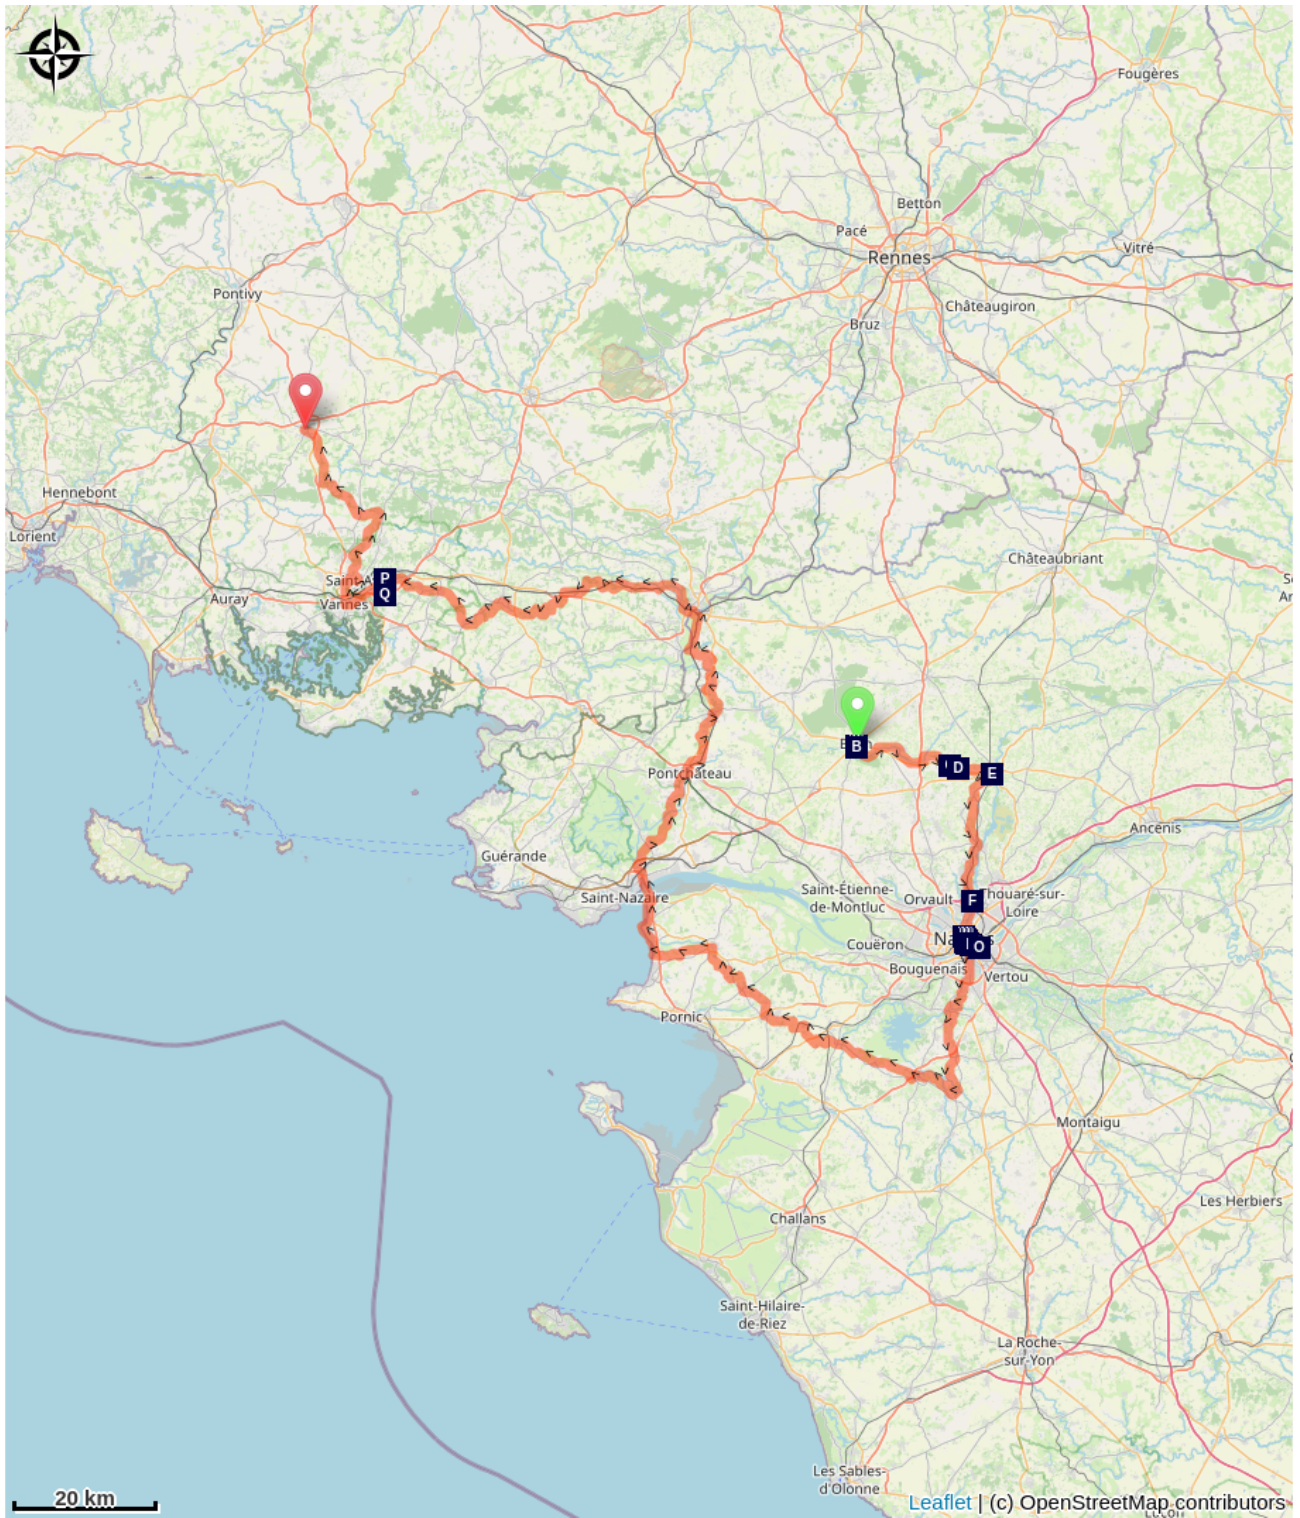 Fougères
Betton
Pacé
Rennes
Vitré
Pontivy
Châteaugiron
Bruz
Hennebont
Lorient
Châteaubriant
P
Q
Vannes
Auray
B
D
E
Pontchâteau
Ancenis
Guérande
Saint-Étienne-
de-Montluc
Orvault
F
Thouaré-sur-
Loire
Saint-Nazaire
O
Couëron
Bouguenais
Vertou
Pornic
Montaigu
Les Herbiers
Challans
Saint-Hilaire-
de-Riez
La Roche-
sur-Yon
Les Sables-
d'Olonne
20 km
Leaflet | (c) OpenStreetMap contributors